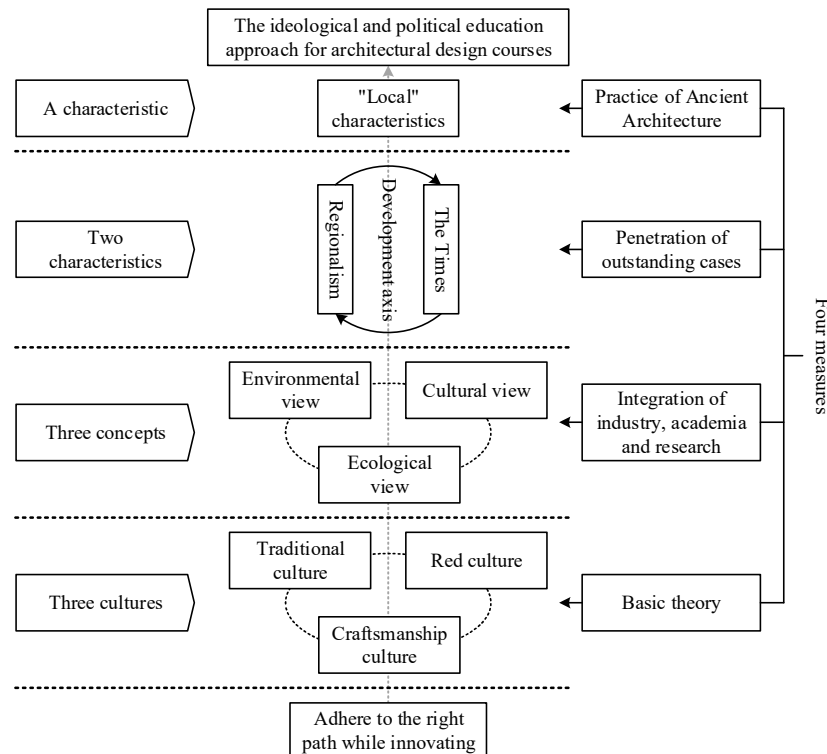 The ideological and political education
approach for architectural design courses
A characteristic
"Local"
characteristics
Practice of Ancient
Architecture
Two
characteristics
Regionalism
Development axis
The Times
Penetration of
outstanding cases
Four measures
Three concepts
Environmental
view
Cultural view
Ecological
view
Integration of
industry, academia
and research
Three cultures
Traditional
culture
Red culture
Craftsmanship
culture
Basic theory
Adhere to the right
path while innovating